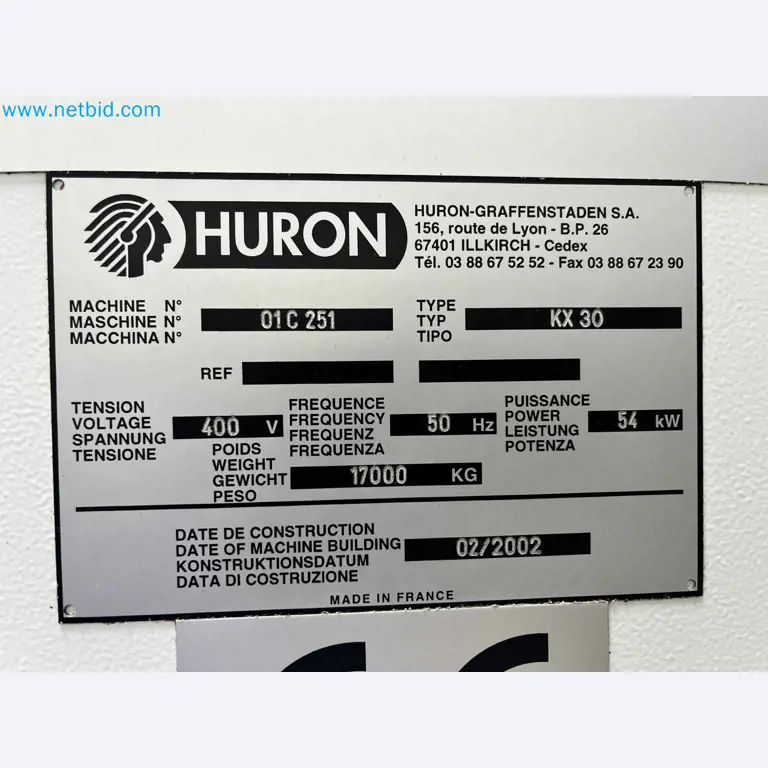 www.netbid.com
HURON
HURON-GRAFFENSTADEN S.A.
156, route de Lyon - B.P. 26
67401 ILLKIRCH - Cedex
Tél. 03 88 67 52 52 - Fax 03 88 67 23 90
MACHINE N°
MASCHINE N°
MACCHINA N°
01C 251
TYPE
TYP
TIPO
KX 30
REF
TENSION
VOLTAGE
SPANNUNG
TENSIONE
400 V
FREQUENCE
FREQUENCY
FREQUENZ
FREQUENZA
50 Hz
PUISSANCE
POWER
LEISTUNG
POTENZA
54 kW
POIDS
WEIGHT
GEWICHT
PESO
17000 KG
DATE DE CONSTRUCTION
DATE OF MACHINE BUILDING
KONSTRUKTIONSDATUM
DATA DI COSTRUZIONE
02/2002
MADE IN FRANCE